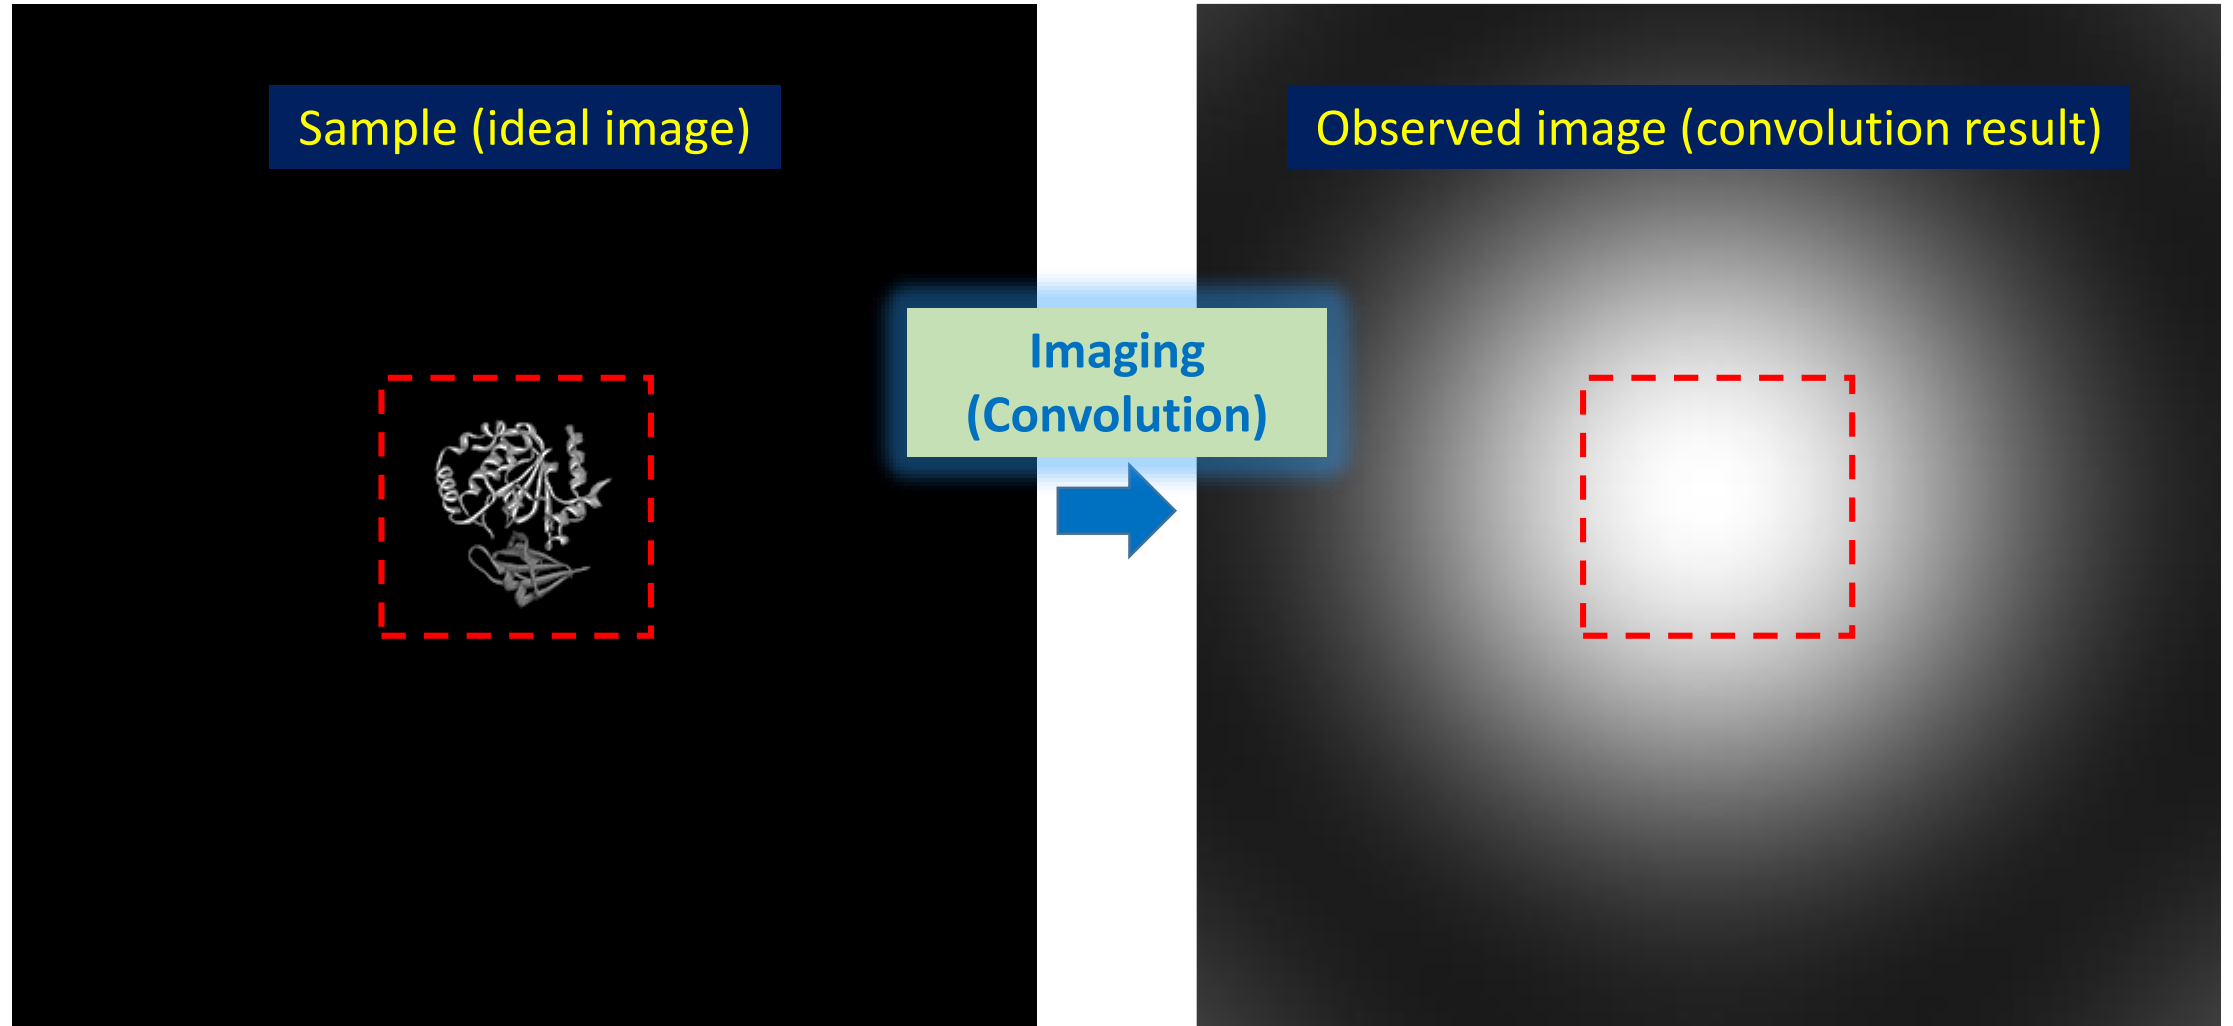 Sample (ideal image)
Observed image (convolution result)
Imaging
(Convolution)